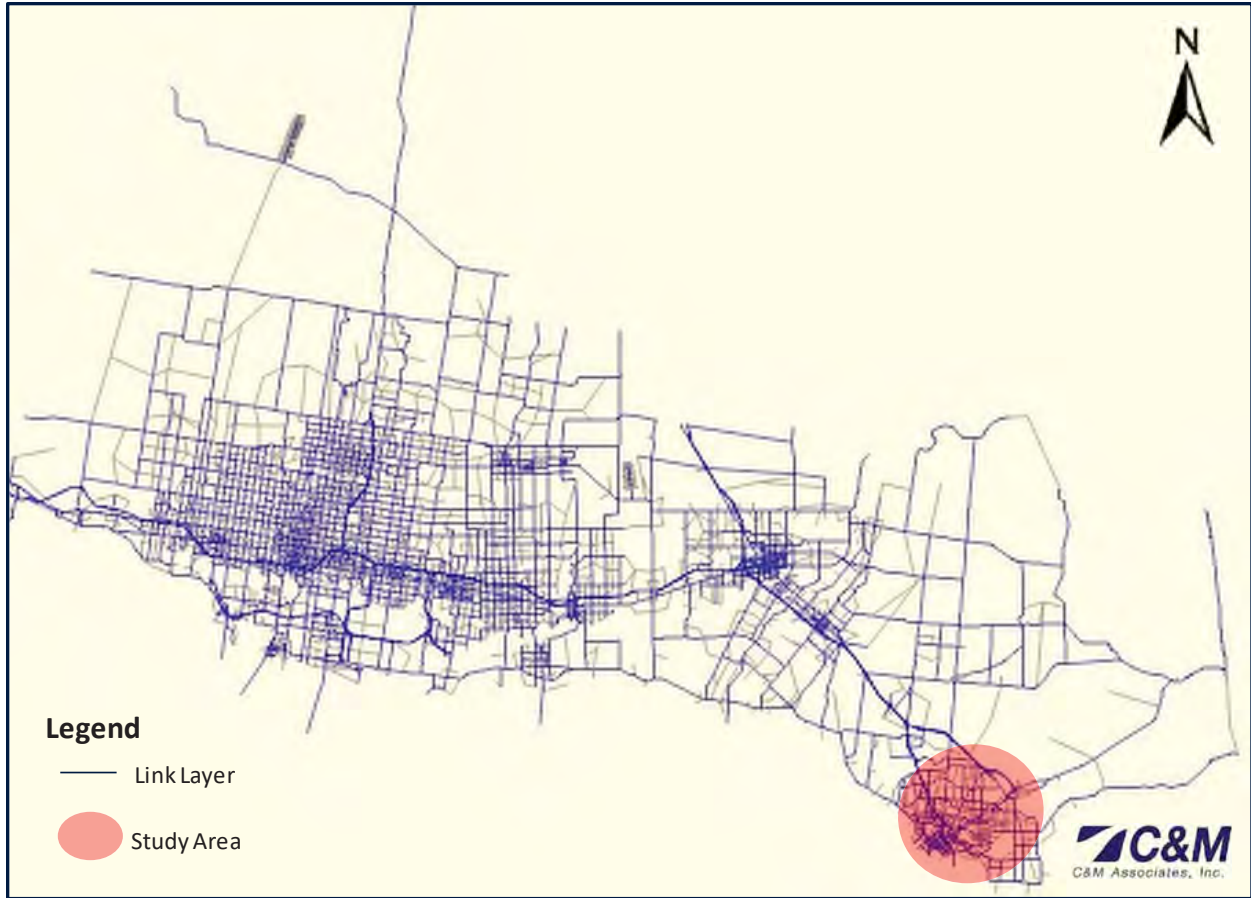 N
Legend
Link Layer
Study Area
C&M
C&M Associates, Inc.